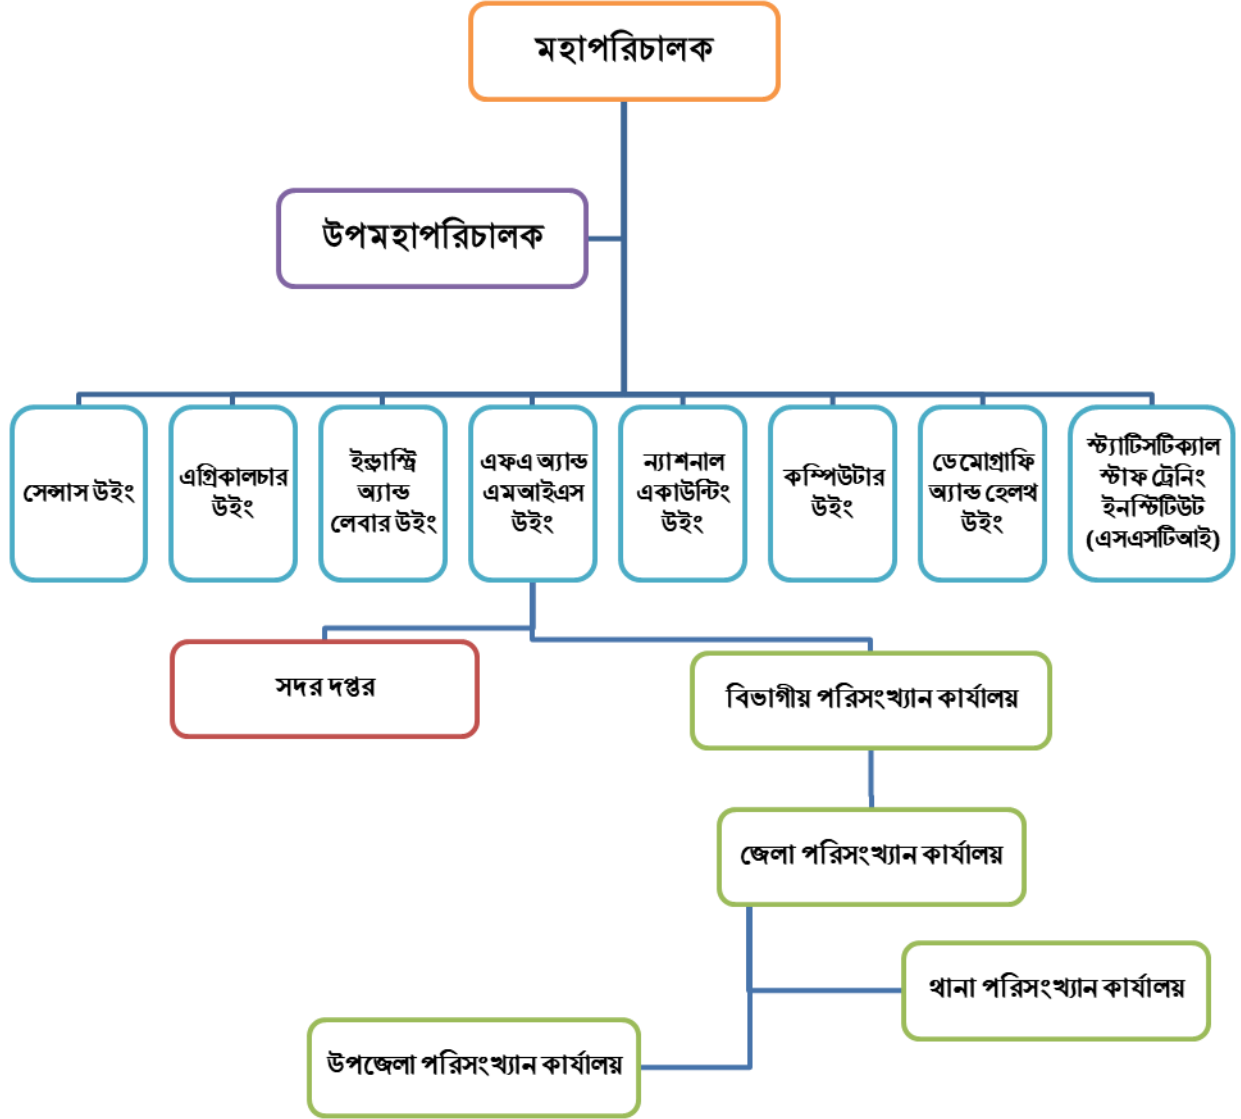 মহাপরিচালক
উপমহাপরিচালক
সেন্সাস উইং
এগ্রিকালচার
উইং
ইন্ড্রাস্ট্রি
অ্যান্ড
লেবার উইং
এফএ অ্যান্ড
এমআইএস
উইং
ন্যাশনাল
একাউন্টিং
উইং
কম্পিউটার
উইং
ডেমোগ্রাফি
অ্যান্ড হেলথ
উইং
স্ট্যাটিসটিক্যাল
স্টাফ ট্রেনিং
ইনস্টিটিউট
(এসএসটিআই)
সদর দপ্তর
বিভাগীয় পরিসংখ্যান কার্যালয়
জেলা পরিসংখ্যান কার্যালয়
থানা পরিসংখ্যান কার্যালয়
উপজেলা পরিসংখ্যান কার্যালয়